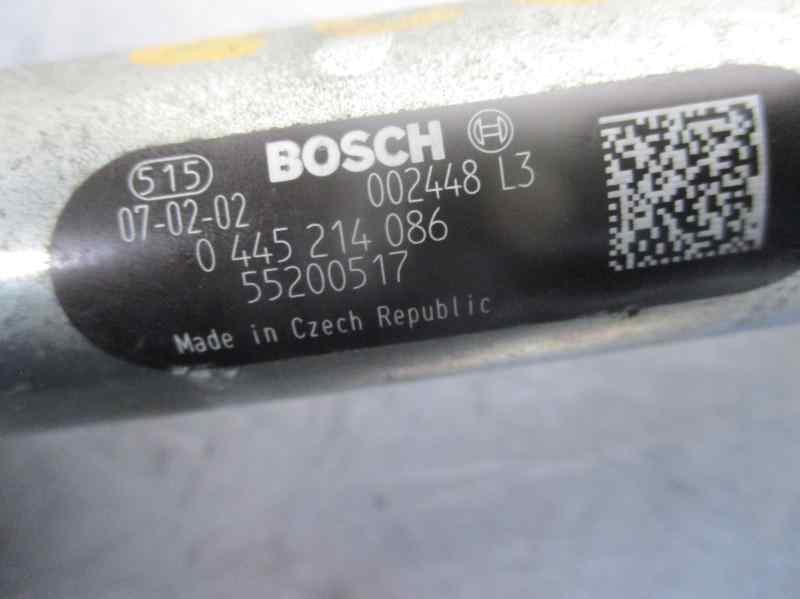 BOSCH
515
002448 L3
07-02-02
0 445 214 086
55200517
Made in Czech Republic